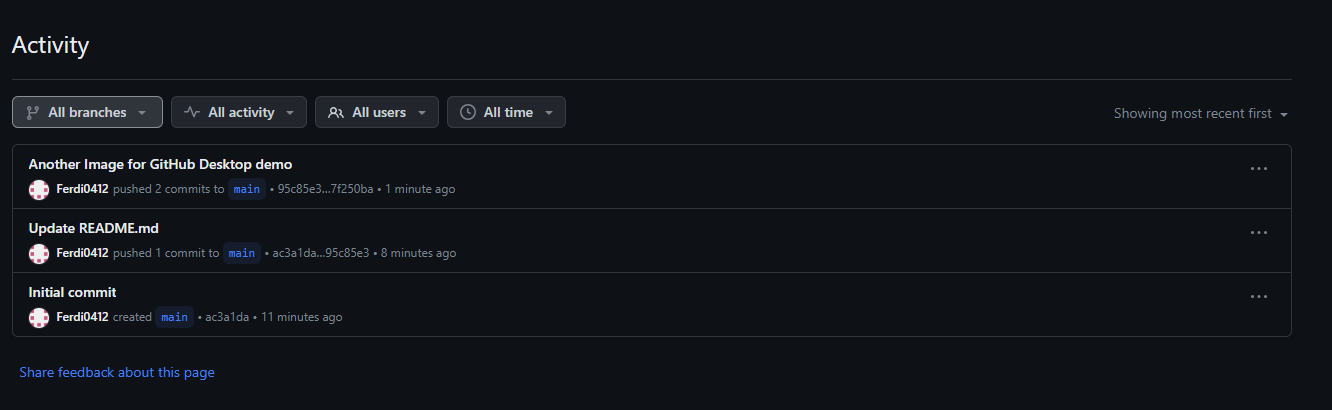 Activity
All branches All activity All users All time Showing most recent first
Another Image for GitHub Desktop demo
Ferdi0412 pushed 2 commits to main • 95c85e3...7f250ba • 1 minute ago
Update README.md
Ferdi0412 pushed 1 commit to main • ac3a1da...95c85e3 • 8 minutes ago
Initial commit
Ferdi0412 created main • ac3a1da • 11 minutes ago
Share feedback about this page